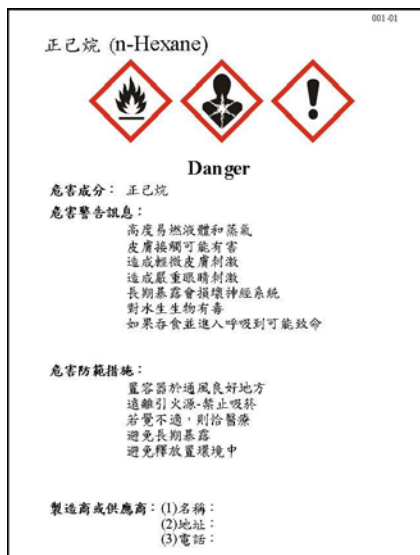 001-01
正己烷 (n-Hexane)
Danger
危害成分： 正己烷
危害警告訊息：
高度易燃液體和蒸氣
皮膚接觸可能有害
造成輕微皮膚刺激
造成嚴重眼睛刺激
長期暴露會損壞神經系統
對水生生物有毒
如果吞食並進入呼吸到可能致命
危害防範措施：
置容器於通風良好地方
遠離引火源-禁止吸菸
若覺不適，則洽醫療
避免長期暴露
避免釋放置環境中
製造商或供應商：(1)名稱：
(2)地址：
(3)電話：